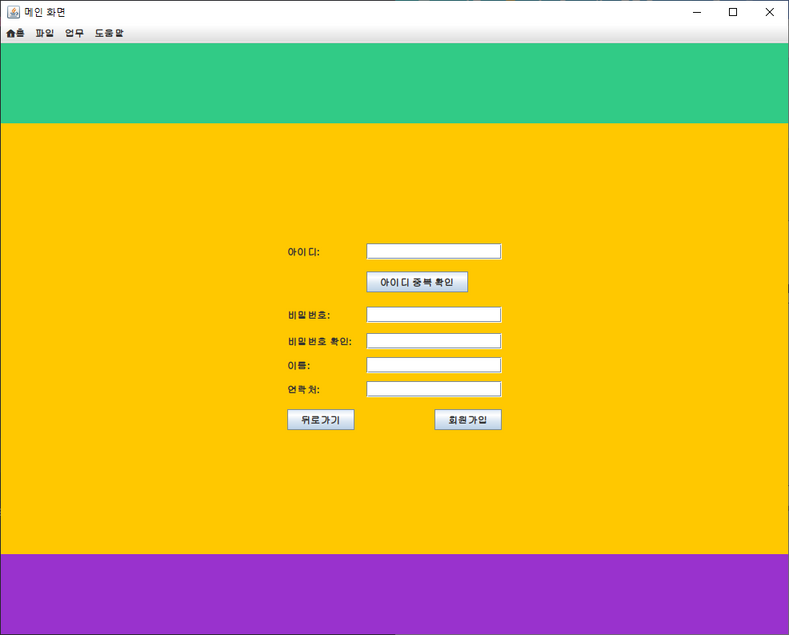 메인 화면
홈 파일 업무 도움말
아이디:
아이디 중복 확인
비밀번호:
비밀번호 확인:
이름:
연락처:
뒤로가기 회원가입